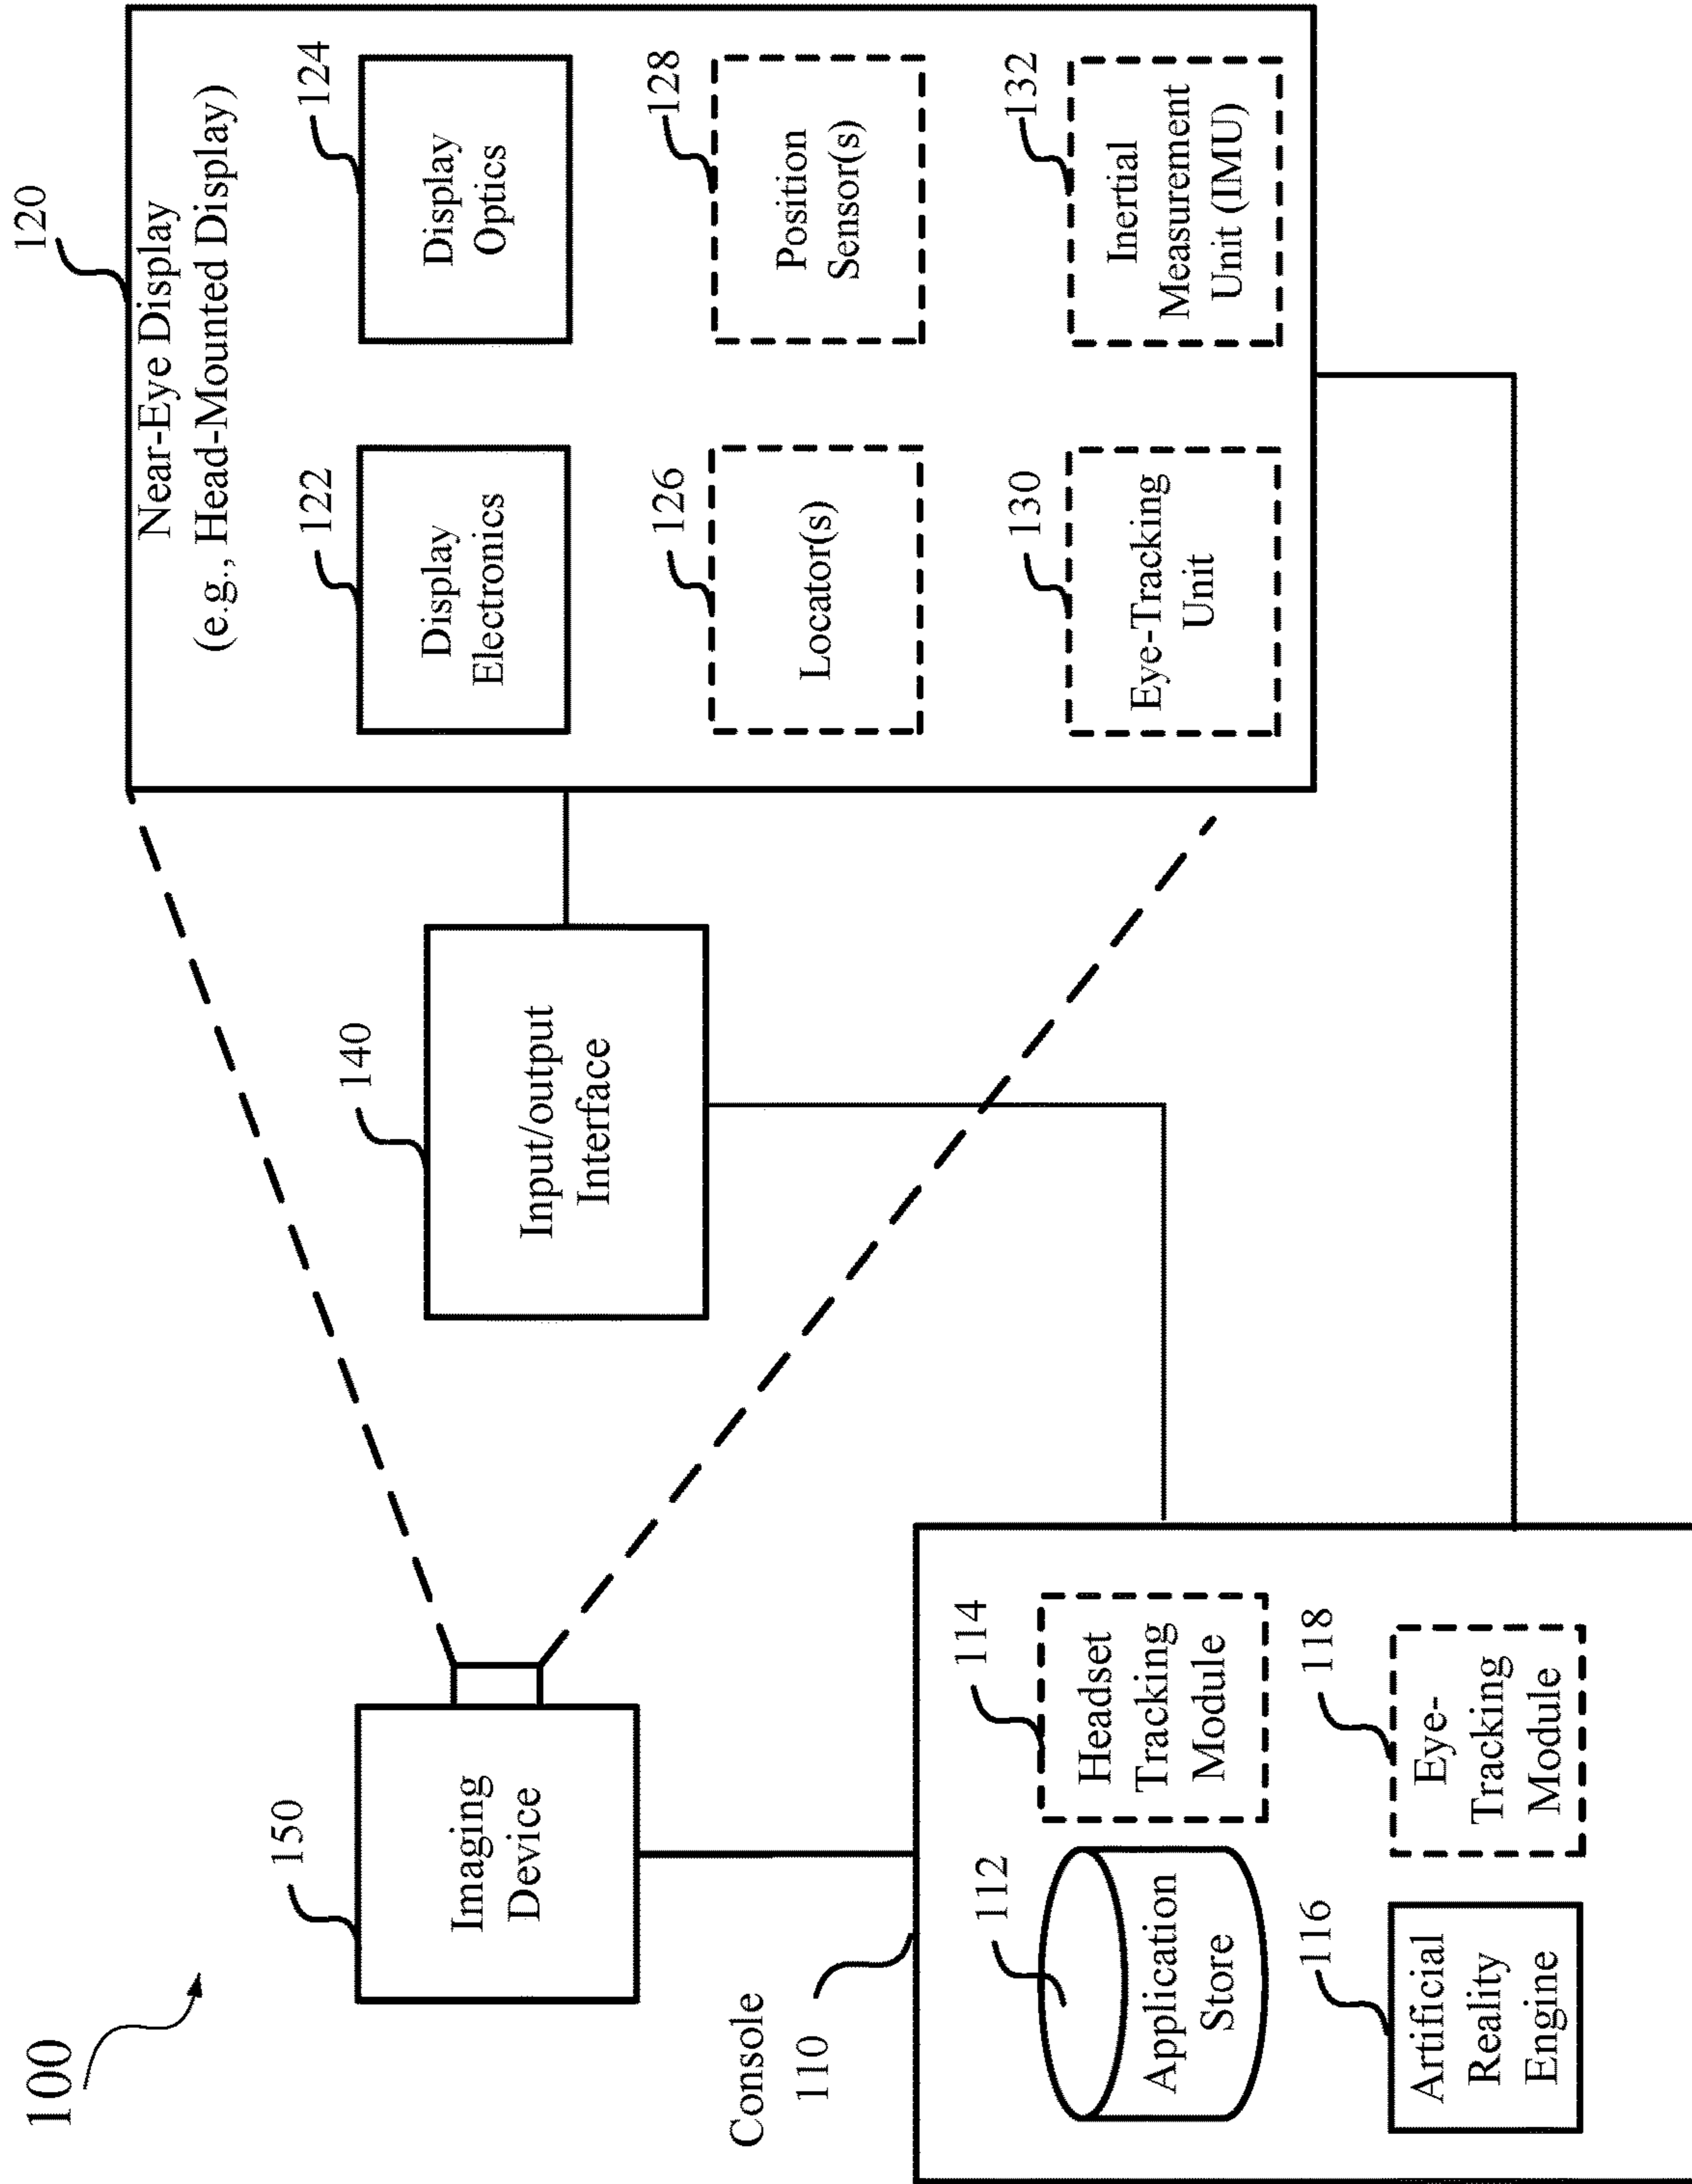 100
150
Imaging
Device
140
Input/output
Interface
120
Near-Eye Display
(e.g., Head-Mounted Display)
122
Display
Electronics
124
Display
Optics
126
Locator(s)
128
Position
Sensor(s)
130
Eye-Tracking
Unit
132
Inertial
Measurement
Unit (IMU)
Console
110
112
Application
Store
114
Headset
Tracking
Module
116
Artificial
Reality
Engine
118
Eye-
Tracking
Module